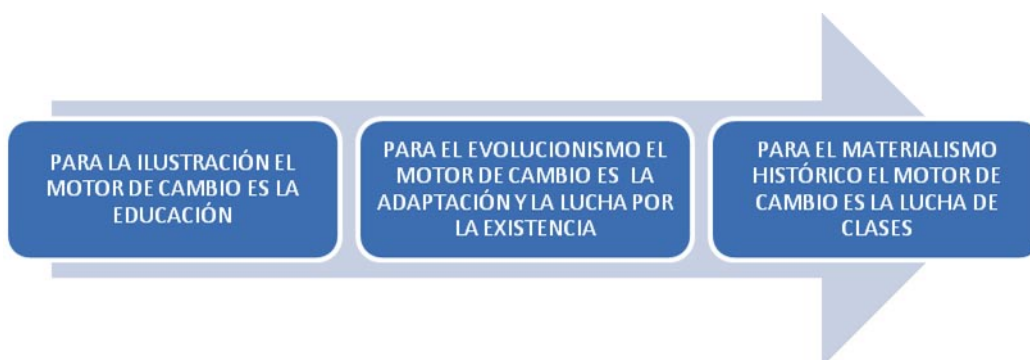 PARA LA ILUSTRACIÓN EL
MOTOR DE CAMBIO ES LA
EDUCACIÓN
PARA EL EVOLUCIONISMO EL
MOTOR DE CAMBIO ES LA
ADAPTACIÓN Y LA LUCHA POR
LA EXISTENCIA
PARA EL MATERIALISMO
HISTÓRICO EL MOTOR DE
CAMBIO ES LA LUCHA DE
CLASES